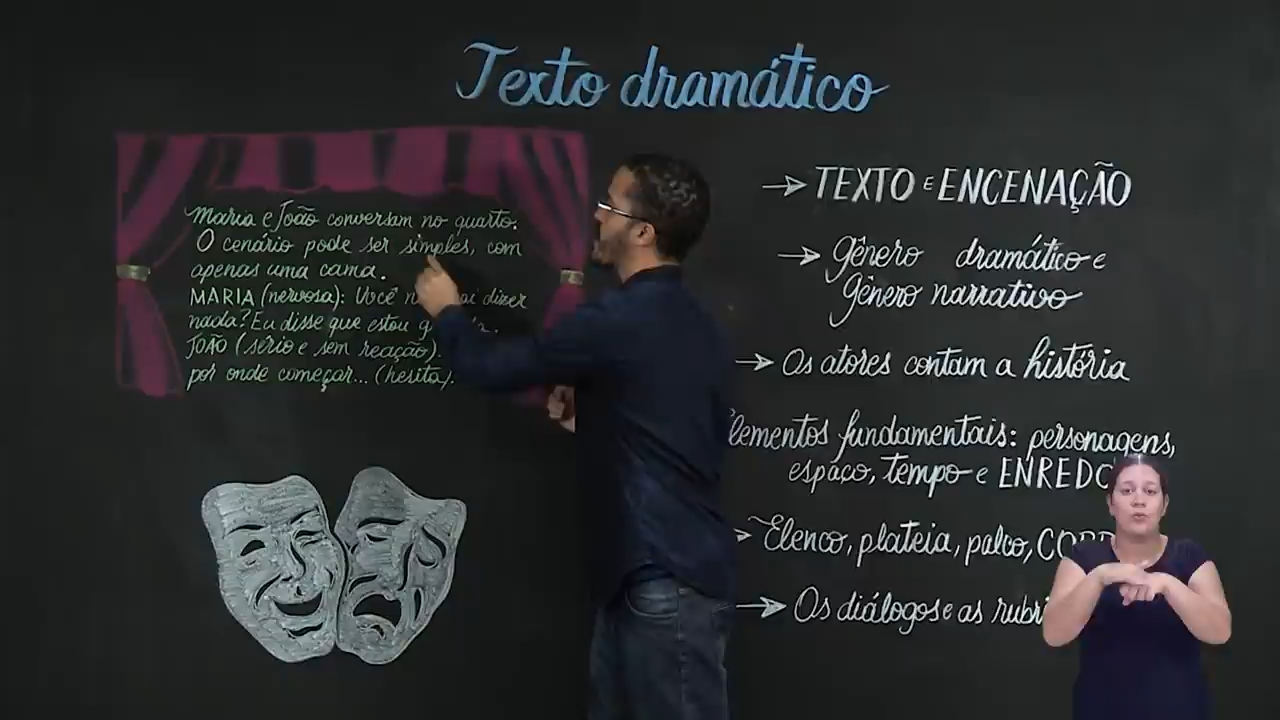 Texto dramático
Maria e João conversam no quarto.
O cenário pode ser simples, com
apenas uma cama.
MARIA (nervosa): Você dizer
nada? Eu disse que estou
JOÃO (sério e sem reação).
por onde começar... (hesita).
→ TEXTO E ENCENAÇÃO
→ Gênero dramático e
Gênero narrativo
→ Os atores contam a história
Elementos fundamentais: personagens,
espaço, tempo e ENREDO
→ Elenco, plateia, palco,
→ Os diálogos e as